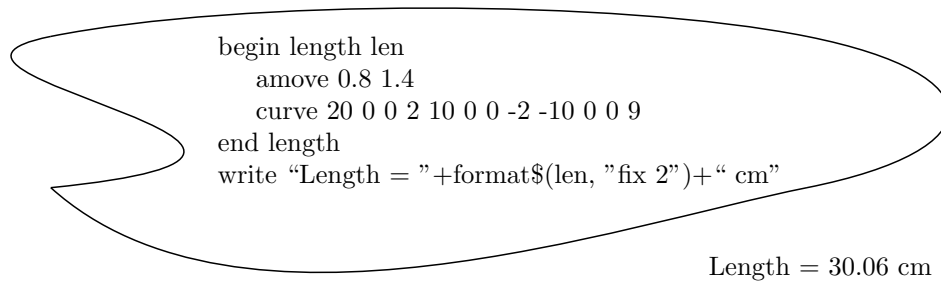 begin length len
amove 0.8 1.4
curve 20 0 0 2 10 0 0 -2 -10 0 0 9
end length
write “Length = ”+format$(len, ”fix 2”)+“ cm”
Length = 30.06 cm